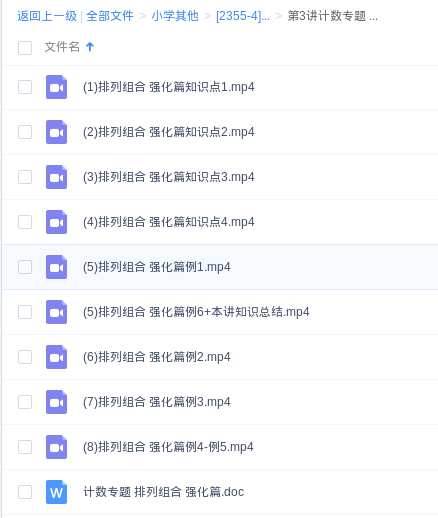 返回上一级 | 全部文件 > 小学其他 > [2355-4]... > 第3讲计数专题 ...
文件名
(1)排列组合 强化篇知识点1.mp4
(2)排列组合 强化篇知识点2.mp4
(3)排列组合 强化篇知识点3.mp4
(4)排列组合 强化篇知识点4.mp4
(5)排列组合 强化篇例1.mp4
(5)排列组合 强化篇例6+本讲知识总结.mp4
(6)排列组合 强化篇例2.mp4
(7)排列组合 强化篇例3.mp4
(8)排列组合 强化篇例4-例5.mp4
W 计数专题 排列组合 强化篇.doc